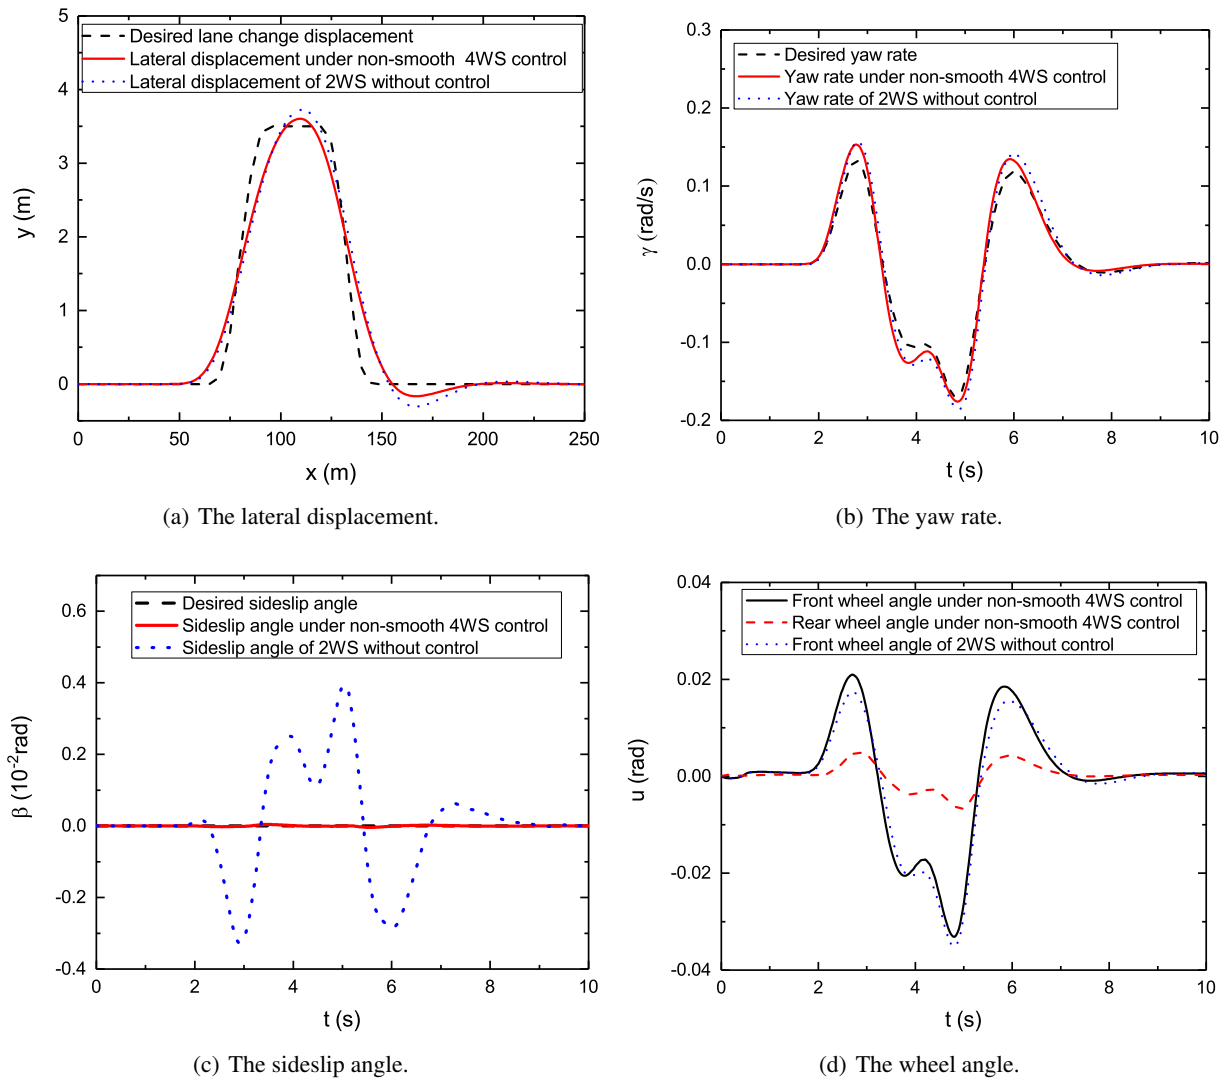 5
4
3
2
1
0
y (m)
Desired lane change displacement
Lateral displacement under non-smooth 4WS control
Lateral displacement of 2WS without control
0 50 100 150 200 250
x (m)
(a) The lateral displacement.
0.3
0.2
0.1
0.0
-0.1
-0.2
γ (rad/s)
Desired yaw rate
Yaw rate under non-smooth 4WS control
Yaw rate of 2WS without control
0 2 4 6 8 10
t (s)
(b) The yaw rate.
0.6
0.4
0.2
0.0
-0.2
-0.4
β (10⁻²rad)
Desired sideslip angle
Sideslip angle under non-smooth 4WS control
Sideslip angle of 2WS without control
0 2 4 6 8 10
t (s)
(c) The sideslip angle.
0.04
0.02
0.00
-0.02
-0.04
u (rad)
Front wheel angle under non-smooth 4WS control
Rear wheel angle under non-smooth 4WS control
Front wheel angle of 2WS without control
0 2 4 6 8 10
t (s)
(d) The wheel angle.